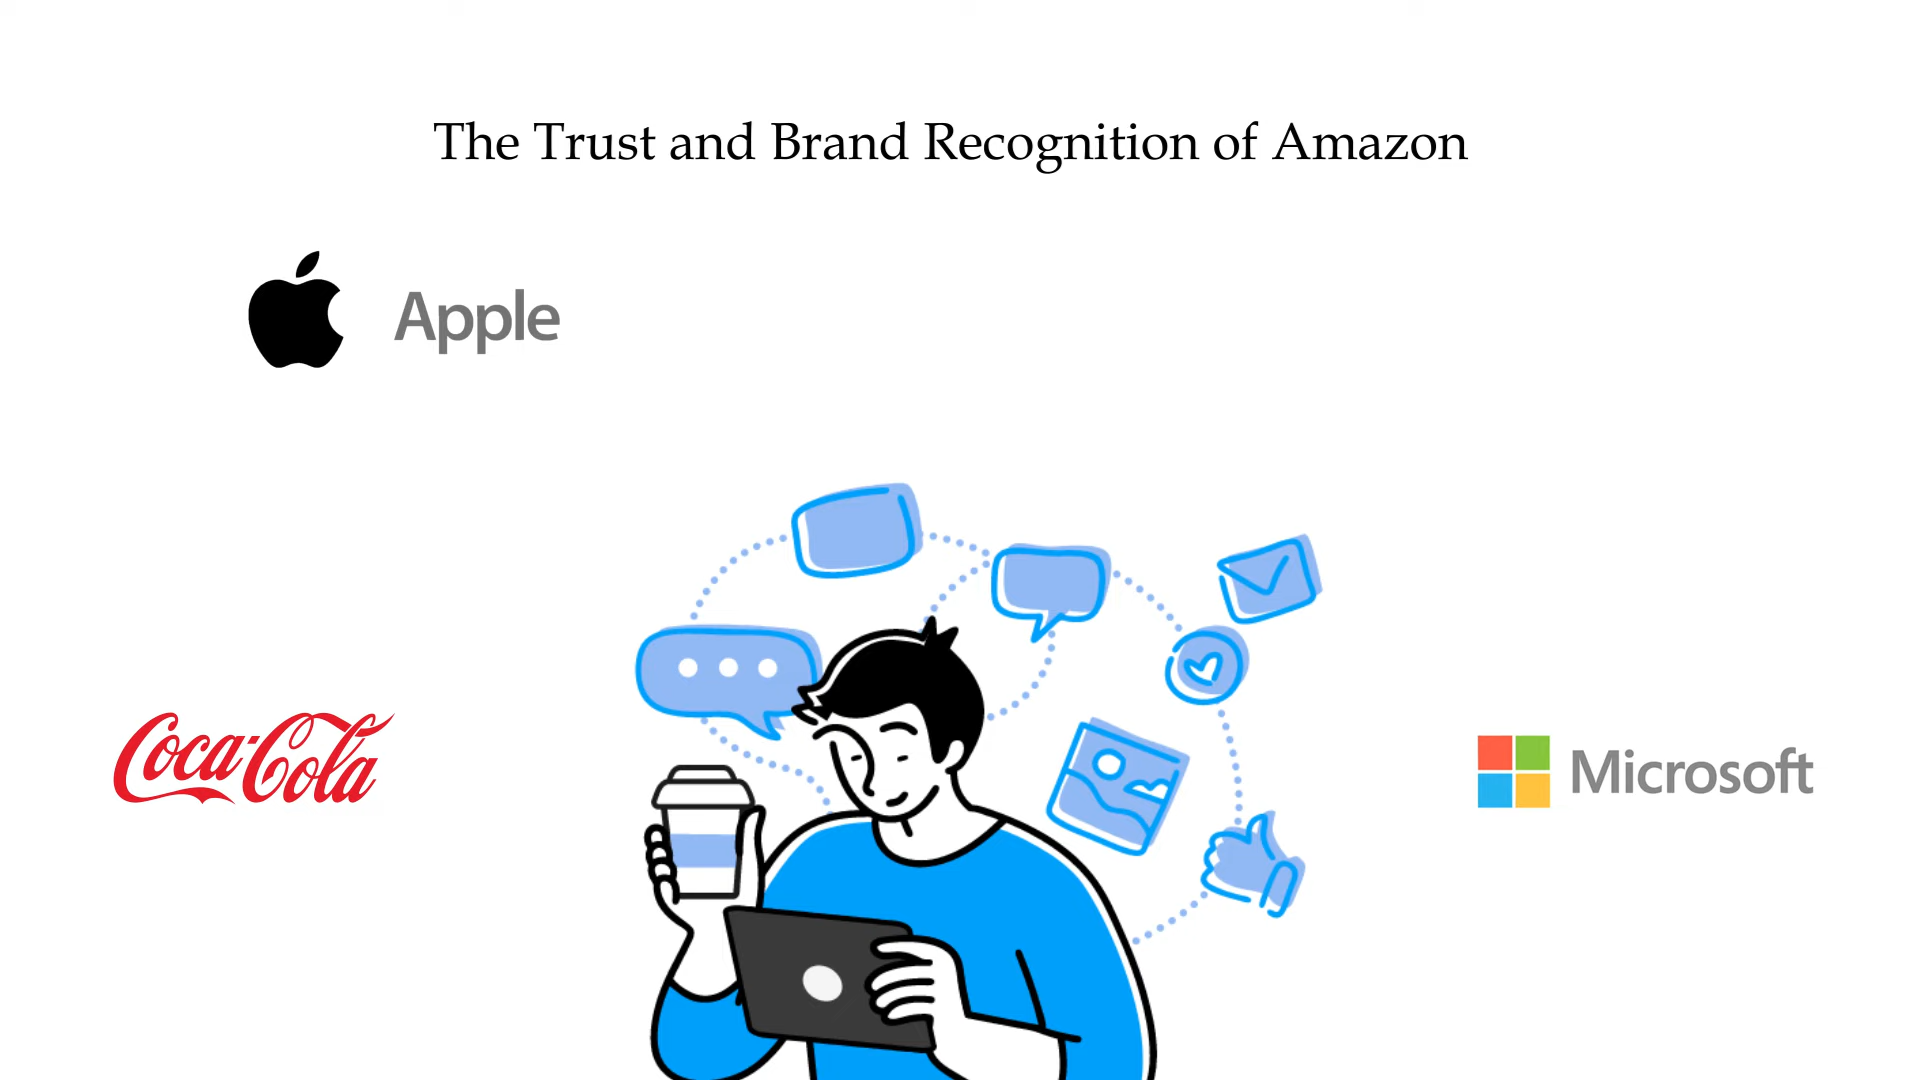 The Trust and Brand Recognition of Amazon
Apple
Coca-Cola
Microsoft